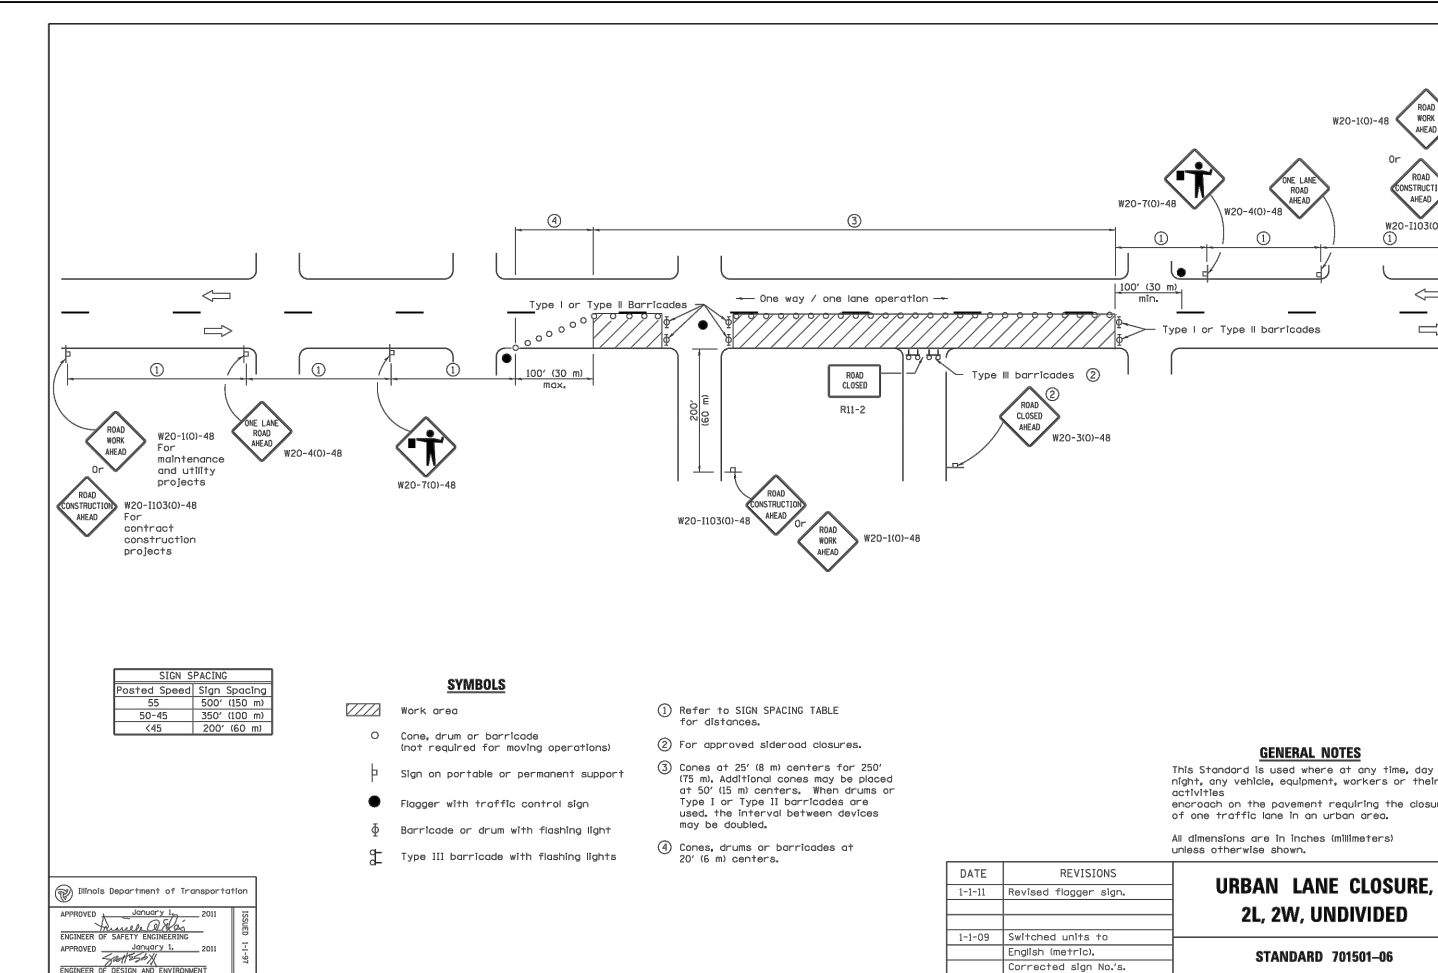 ROAD
WORK
AHEAD
W20-1(O)-48
Or
ROAD
AHEAD
W20-7(O)-48
W20-4(O)-48
ONE LANE
ROAD
AHEAD
4
3
1
1
1
100' (30 m)
min.
Type I or Type II Barricades
One way / one lane operation
Type I or Type II barricades
1
1
1
100' (30 m)
max.
200'
(60 m)
ROAD
CLOSED
R11-2
Type III barricades 2
ROAD
CLOSED
AHEAD
2
W20-3(O)-48
ROAD
WORK
AHEAD
W20-1(O)-48
For
maintenance
and utility
projects
Or
ROAD
CONSTRUCTION
AHEAD
W20-I103(O)-48
For
contract
construction
projects
ONE LANE
ROAD
AHEAD
W20-4(O)-48
W20-7(O)-48
ROAD
CONSTRUCTION
AHEAD
W20-I103(O)-48
Or
ROAD
WORK
AHEAD
W20-1(O)-48
SIGN SPACING
Posted Speed Sign Spacing
55 500' (150 m)
50-45 350' (100 m)
<45 200' (60 m)
SYMBOLS
Work area
Cone, drum or barricade
(not required for moving operations)
Sign on portable or permanent support
Flagger with traffic control sign
Barricade or drum with flashing light
Type III barricade with flashing lights
1 Refer to SIGN SPACING TABLE
for distances.
2 For approved sideroad closures.
3 Cones at 25' (8 m) centers for 250'
(75 m). Additional cones may be placed
at 50' (15 m) centers. When drums or
Type I or Type II barricades are
used, the interval between devices
may be doubled.
4 Cones, drums or barricades at
20' (6 m) centers.
GENERAL NOTES
This Standard is used where at any time, day
night, any vehicle, equipment, workers or their
activities
encroach on the pavement requiring the
of one traffic lane in an urban area.
All dimensions are in inches (millimeters)
unless otherwise shown.
Illinois Department of Transportation
APPROVED January 1, 2011
ENGINEER OF SAFETY ENGINEERING
APPROVED January 1, 2011
ENGINEER OF DESIGN AND ENVIRONMENT
ISSUED 1-1-97
DATE REVISIONS
1-1-11 Revised flagger sign.
1-1-09 Switched units to
English (metric).
Corrected sign No.'s.
URBAN LANE CLOSURE,
2L, 2W, UNDIVIDED
STANDARD 701501-06